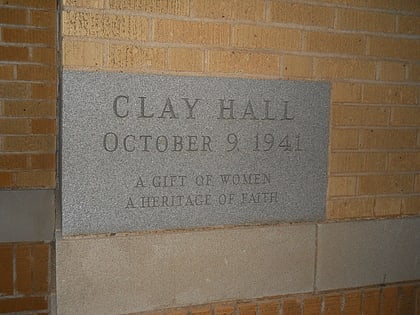 CLAY HALL
OCTOBER 9 1941
A GIFT OF WOMEN
A HERITAGE OF FAITH